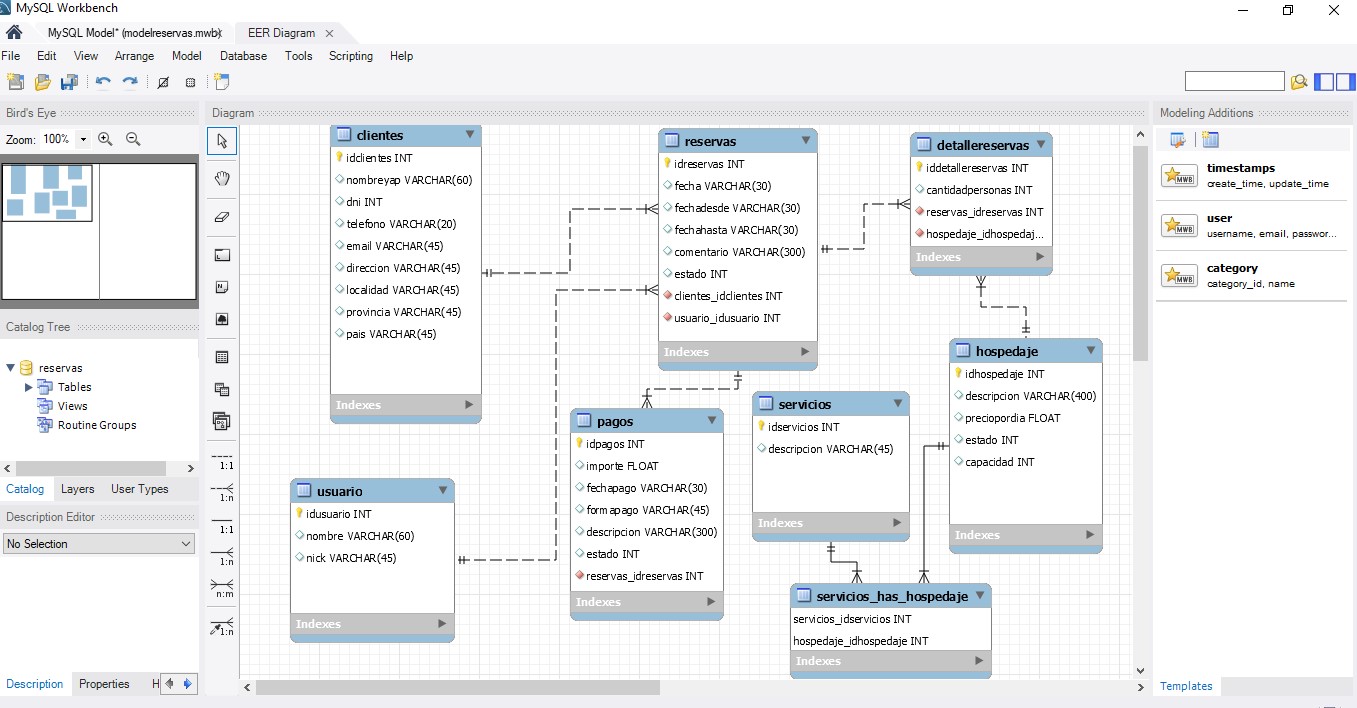 MySQL Workbench
MySQL Model* (modelreservas.mwb)
EER Diagram
File Edit View Arrange Model Database Tools Scripting Help
Bird's Eye
Zoom: 100%
Catalog Tree
reservas
Tables
Views
Routine Groups
Catalog Layers User Types
Description Editor
No Selection
Description Properties H
Diagram
1:1
1:n
1:1
1:n
n:m
1:n
clientes
idclientes INT
nombreyap VARCHAR(60)
dni INT
telefono VARCHAR(20)
email VARCHAR(45)
direccion VARCHAR(45)
localidad VARCHAR(45)
provincia VARCHAR(45)
pais VARCHAR(45)
Indexes
reservas
idreservas INT
fecha VARCHAR(30)
fechadesde VARCHAR(30)
fechahasta VARCHAR(30)
comentario VARCHAR(300)
estado INT
clientes_idclientes INT
usuario_idusuario INT
Indexes
detallereservas
iddetallereservas INT
cantidadpersonas INT
reservas_idreservas INT
hospedaje_idhospedaj...
Indexes
hospedaje
idhospedaje INT
descripcion VARCHAR(400)
preciopordia FLOAT
estado INT
capacidad INT
Indexes
pagos
idpagos INT
importe FLOAT
fechapago VARCHAR(30)
formapago VARCHAR(45)
descripcion VARCHAR(300)
estado INT
reservas_idreservas INT
Indexes
servicios
idservicios INT
descripcion VARCHAR(45)
Indexes
usuario
idusuario INT
nombre VARCHAR(60)
nick VARCHAR(45)
Indexes
servicios_has_hospedaje
servicios_idservicios INT
hospedaje_idhospedaje INT
Indexes
Modeling Additions
MWB
timestamps
create_time, update_time
MWB
user
username, email, passwor...
MWB
category
category_id, name
Templates